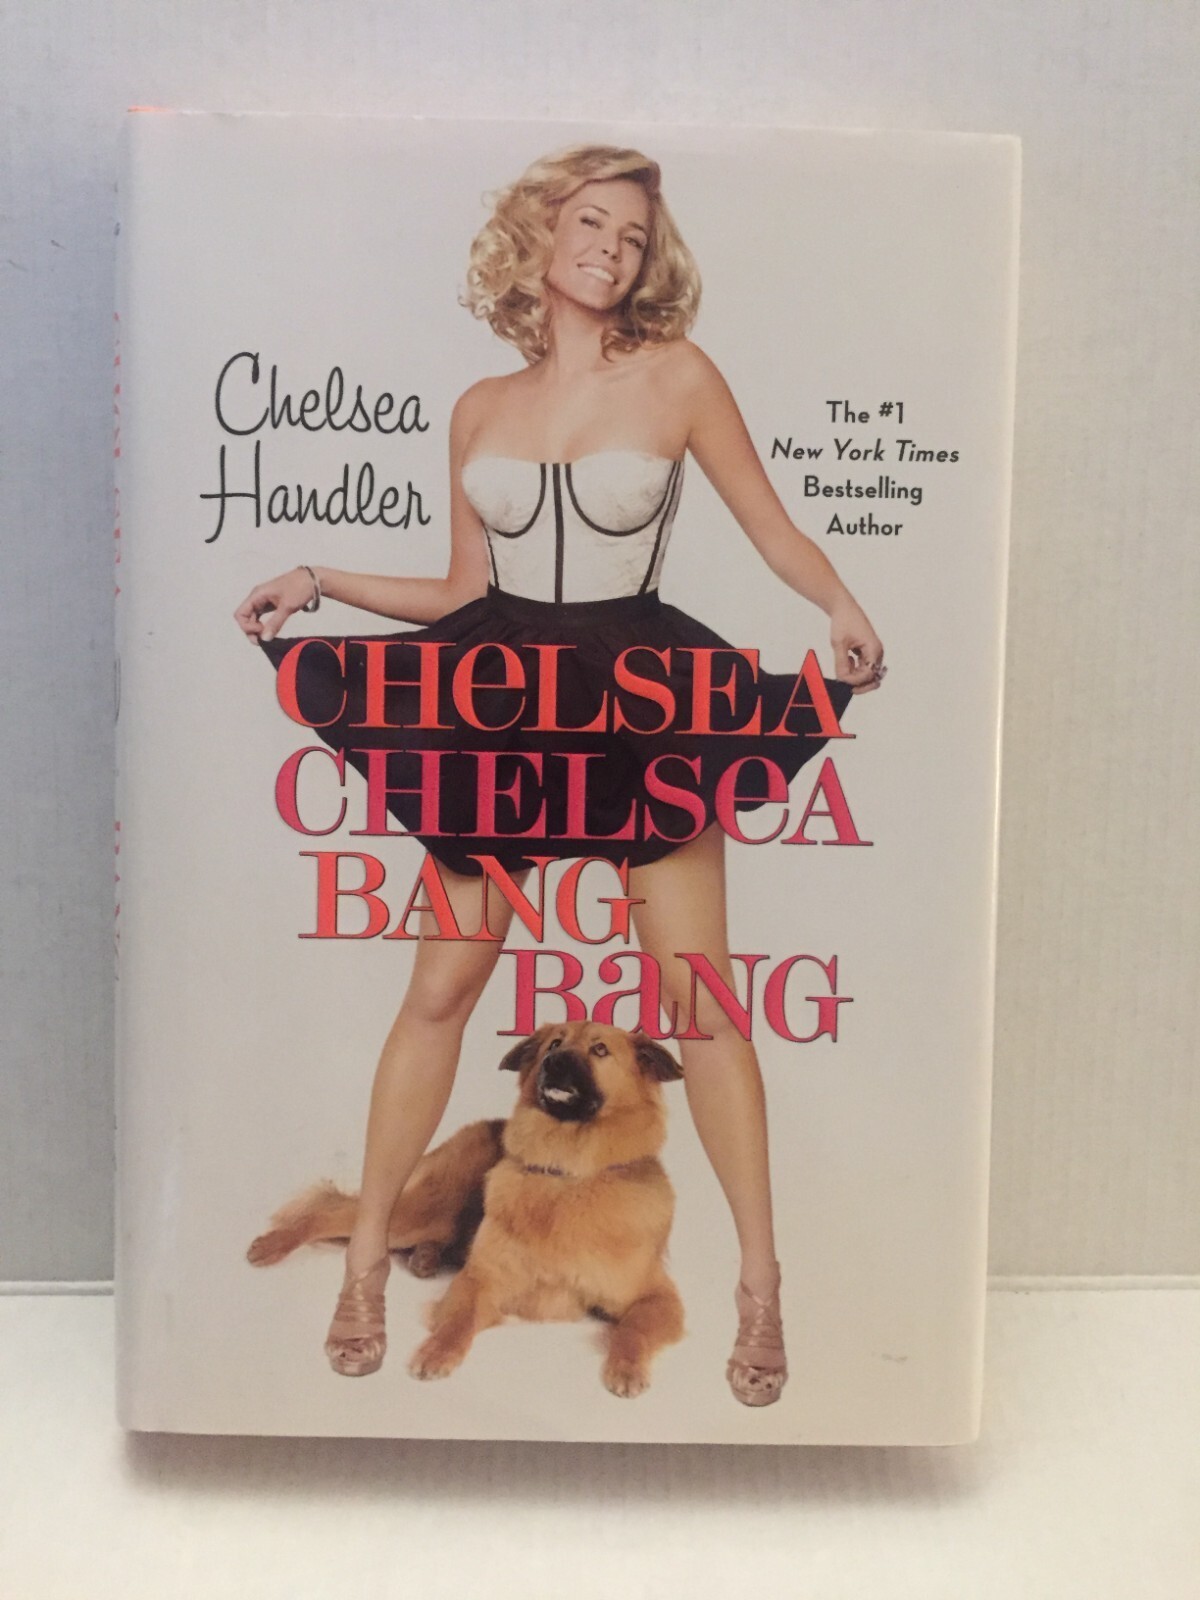 Chelsea
Handler
The #1
New York Times
Bestselling
Author
CHeLSEA
CHELSeA
BANG
BaNG